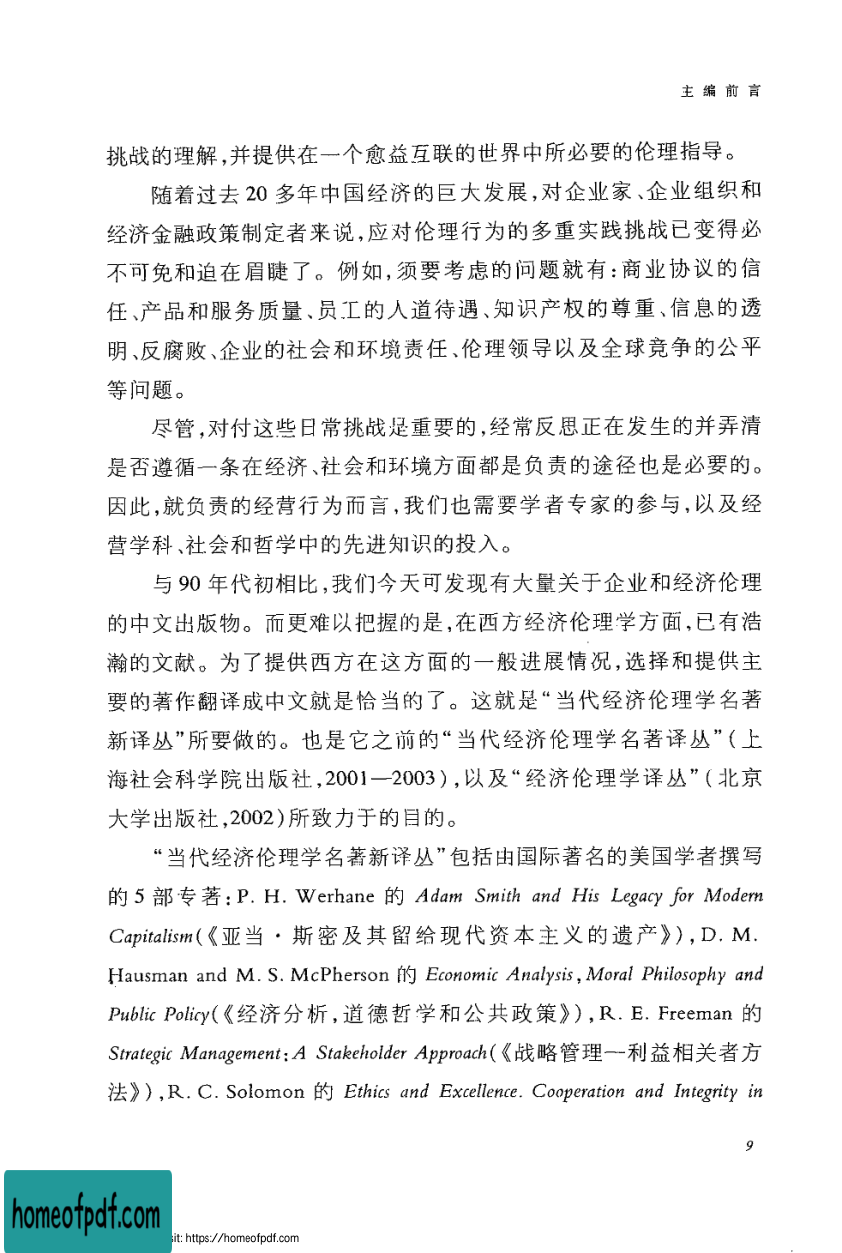 主编前言
挑战的理解,并提供在一个愈益互联的世界中所必要的伦理指导。
随着过去 20 多年中国经济的巨大发展,对企业家、企业组织和
经济金融政策制定者来说,应对伦理行为的多重实践挑战已变得必
不可免和迫在眉睫了。例如,须要考虑的问题就有:商业协议的信
任、产品和服务质量、员工的人道待遇、知识产权的尊重、信息的透
明、反腐败、企业的社会和环境责任、伦理领导以及全球竞争的公平
等问题。
尽管,对付这些日常挑战是重要的,经常反思正在发生的并弄清
是否遵循一条在经济、社会和环境方面都是负责的途径也是必要的。
因此,就负责的经营行为而言,我们也需要学者专家的参与,以及经
营学科、社会和哲学中的先进知识的投入。
与 90 年代初相比,我们今天可发现有大量关于企业和经济伦理
的中文出版物。而更难以把握的是,在西方经济伦理学方面,已有浩
瀚的文献。为了提供西方在这方面的一般进展情况,选择和提供主
要的著作翻译成中文就是恰当的了。这就是“当代经济伦理学名著
新译丛”所要做的。也是它之前的“当代经济伦理学名著译丛”(上
海社会科学院出版社,2001—2003),以及“经济伦理学译丛”(北京
大学出版社,2002)所致力于的目的。
“当代经济伦理学名著新译丛”包括由国际著名的美国学者撰写
的 5 部专著:P. H. Werhane 的 Adam Smith and His Legacy for Modern
Capitalism(《亚当·斯密及其留给现代资本主义的遗产》),D. M.
Hausman and M. S. McPherson 的 Economic Analysis, Moral Philosophy and
Public Policy(《经济分析,道德哲学和公共政策》),R. E. Freeman 的
Strategic Management: A Stakeholder Approach(《战略管理—利益相关者方
法》),R. C. Solomon 的 Ethics and Excellence. Cooperation and Integrity in
9
homeofpdf.com
sit: https://homeofpdf.com